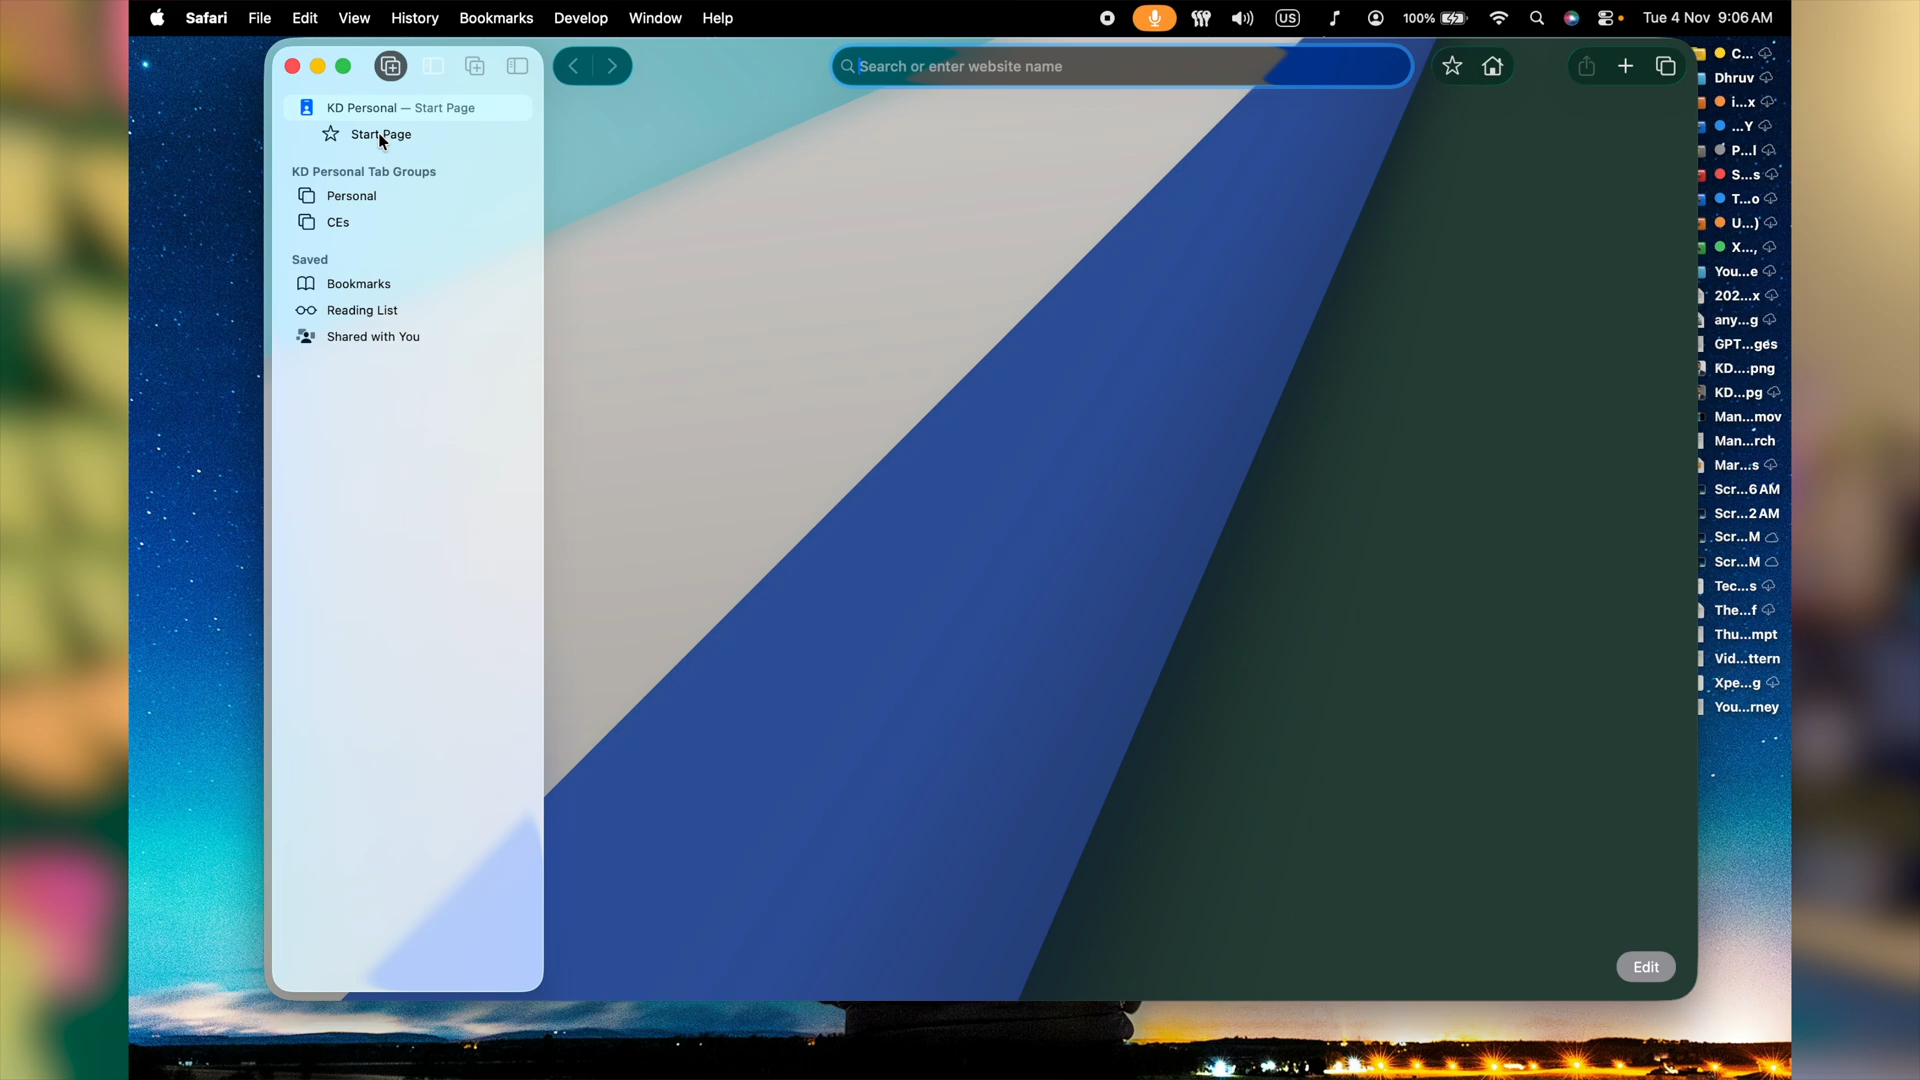 Safari File Edit View History Bookmarks Develop Window Help US 100% Tue 4 Nov 9:06 AM
Search or enter website name
KD Personal — Start Page
Start Page
KD Personal Tab Groups
Personal
CEs
Saved
Bookmarks
Reading List
Shared with You
Edit
C...
Dhruv
i...x
...Y
P...l
S...s
T...o
U...)
X...,
You...e
202...x
any...g
GPT...ges
KD....png
KD...pg
Man...mov
Man...rch
Mar...s
Scr...6 AM
Scr...2 AM
Scr...M
Scr...M
Tec...s
The...f
Thu...mpt
Vid...ttern
Xpe...g
You...rney